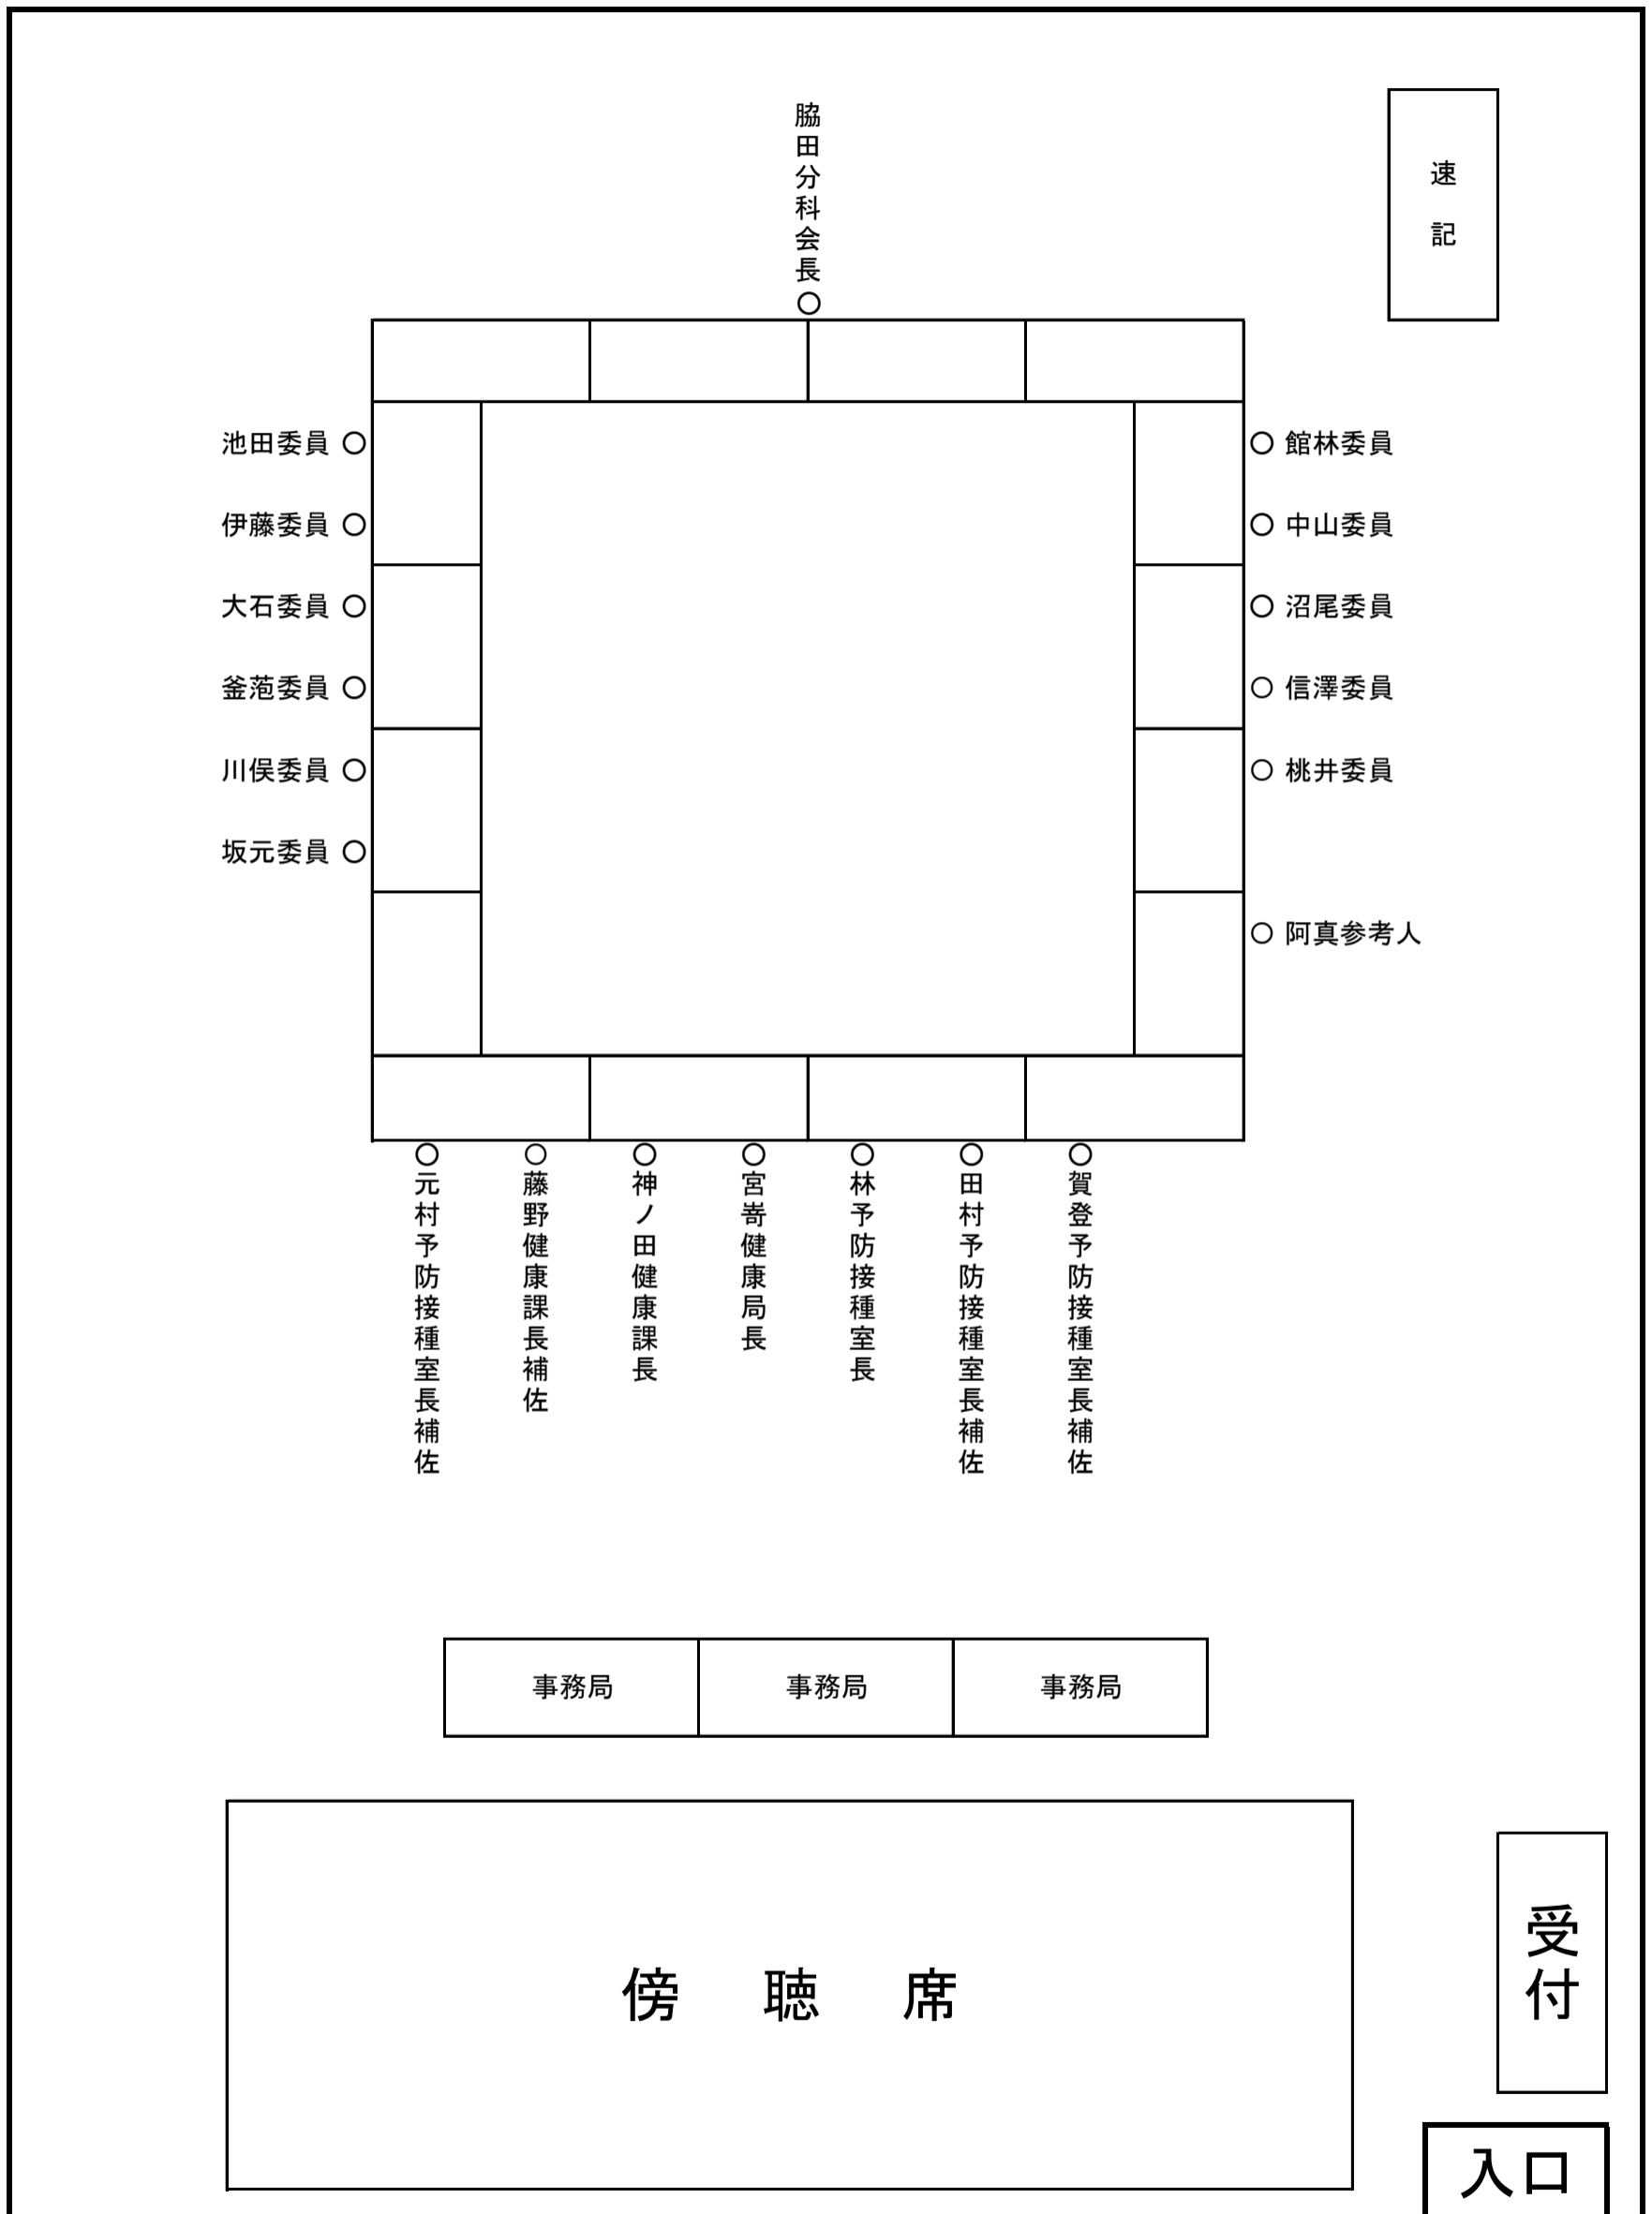 脇田分科会長○
速記
池田委員 ○
伊藤委員 ○
大石委員 ○
釜萢委員 ○
川俣委員 ○
坂元委員 ○
○ 館林委員
○ 中山委員
○ 沼尾委員
○ 信澤委員
○ 桃井委員
○ 阿真参考人
○元村予防接種室長補佐
○藤野健康課長補佐
○神ノ田健康課長
○宮嵜健康局長
○林予防接種室長
○田村予防接種室長補佐
○賀登予防接種室長補佐
事務局
事務局
事務局
傍 聴 席
受付
入口